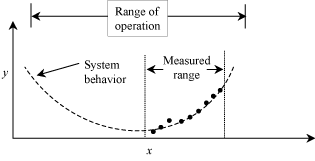 Range of
operation
y
System
behavior
Measured
range
x